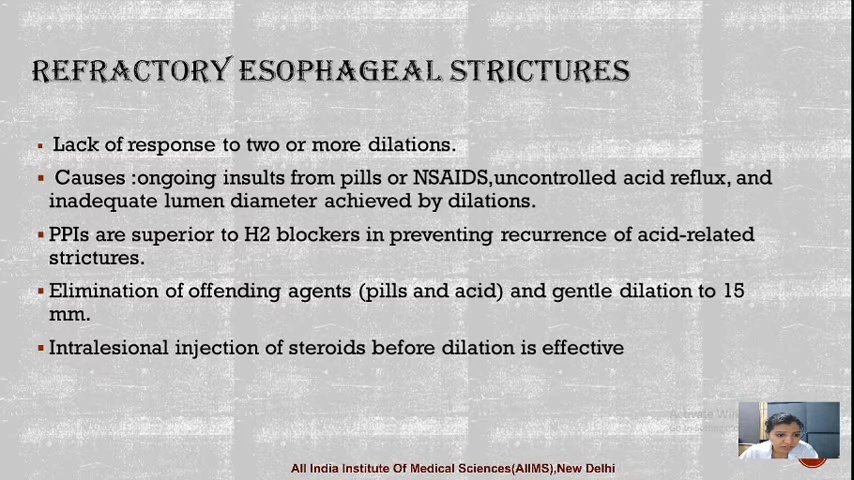 REFRACTORY ESOPHAGEAL STRICTURES
▪ Lack of response to two or more dilations.
▪ Causes :ongoing insults from pills or NSAIDS,uncontrolled acid reflux, and
inadequate lumen diameter achieved by dilations.
▪ PPIs are superior to H2 blockers in preventing recurrence of acid-related
strictures.
▪ Elimination of offending agents (pills and acid) and gentle dilation to 15
mm.
▪ Intralesional injection of steroids before dilation is effective
Activate
Go to
All India Institute Of Medical Sciences(AIIMS),New Delhi